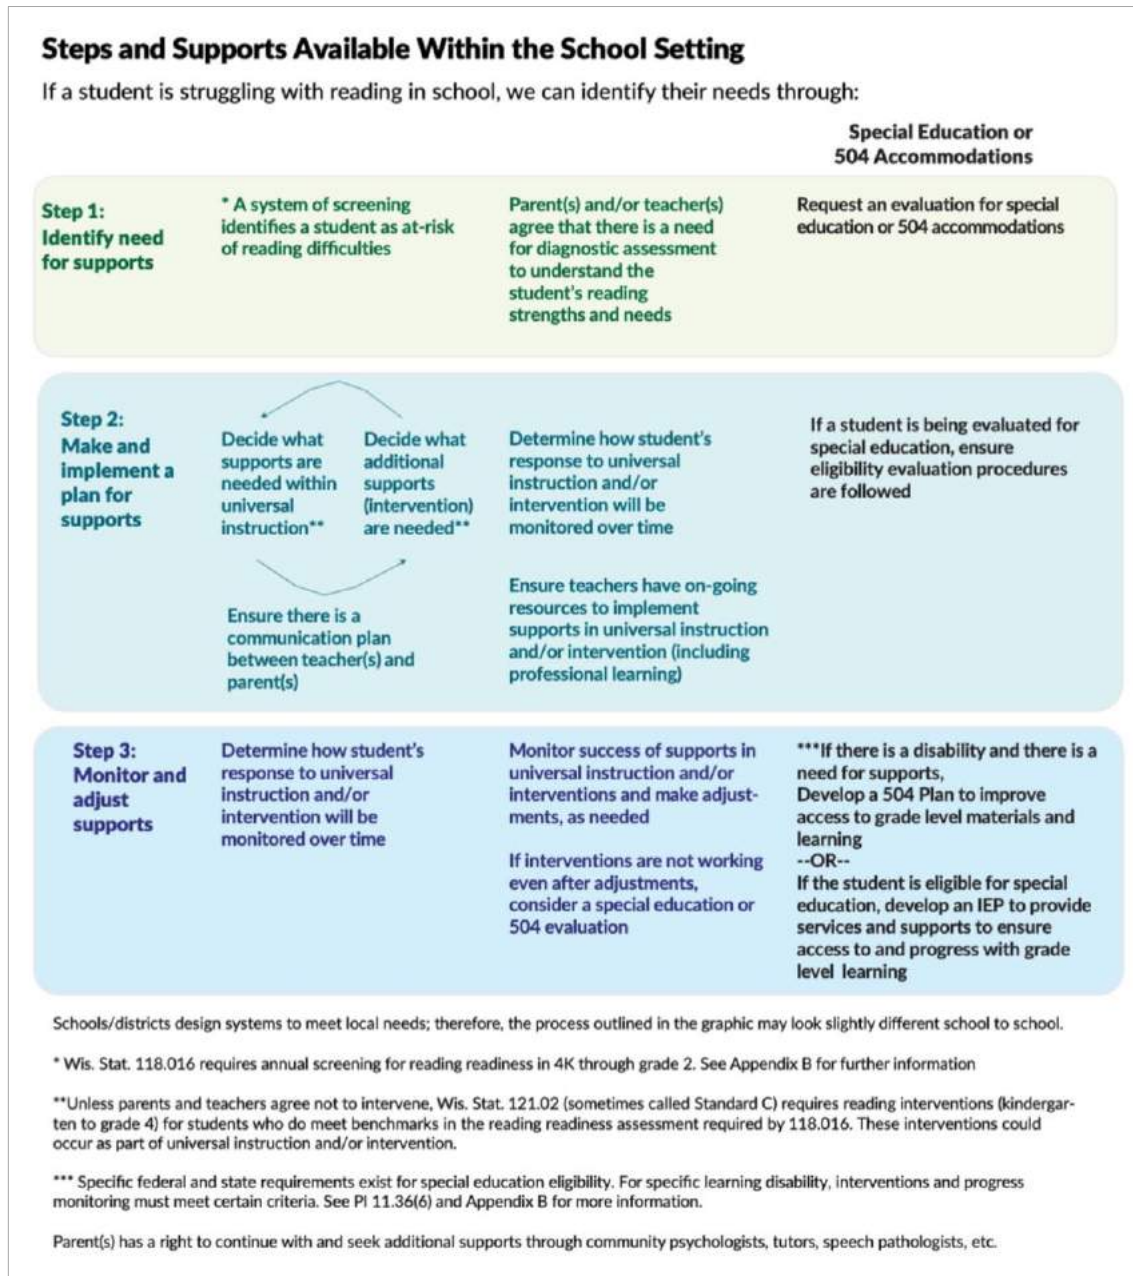 Steps and Supports Available Within the School Setting
If a student is struggling with reading in school, we can identify their needs through:
Special Education or
504 Accommodations
Step 1:
Identify need
for supports
* A system of screening
identifies a student as at-risk
of reading difficulties
Parent(s) and/or teacher(s)
agree that there is a need
for diagnostic assessment
to understand the
student's reading
strengths and needs
Request an evaluation for special
education or 504 accommodations
Step 2:
Make and
implement a
plan for
supports
Decide what
supports are
needed within
universal
instruction**
Decide what
additional
supports
(intervention)
are needed**
Ensure there is a
communication plan
between teacher(s) and
parent(s)
Determine how student's
response to universal
instruction and/or
intervention will be
monitored over time
Ensure teachers have on-going
resources to implement
supports in universal instruction
and/or intervention (including
professional learning)
If a student is being evaluated for
special education, ensure
eligibility evaluation procedures
are followed
Step 3:
Monitor and
adjust
supports
Determine how student's
response to universal
instruction and/or
intervention will be
monitored over time
Monitor success of supports in
universal instruction and/or
interventions and make adjust-
ments, as needed
If interventions are not working
even after adjustments,
consider a special education or
504 evaluation
***If there is a disability and there is a
need for supports,
Develop a 504 Plan to improve
access to grade level materials and
learning
--OR--
If the student is eligible for special
education, develop an IEP to provide
services and supports to ensure
access to and progress with grade
level learning
Schools/districts design systems to meet local needs; therefore, the process outlined in the graphic may look slightly different school to school.
* Wis. Stat. 118.016 requires annual screening for reading readiness in 4K through grade 2. See Appendix B for further information
**Unless parents and teachers agree not to intervene, Wis. Stat. 121.02 (sometimes called Standard C) requires reading interventions (kindergar-
ten to grade 4) for students who do meet benchmarks in the reading readiness assessment required by 118.016. These interventions could
occur as part of universal instruction and/or intervention.
*** Specific federal and state requirements exist for special education eligibility. For specific learning disability, interventions and progress
monitoring must meet certain criteria. See PI 11.36(6) and Appendix B for more information.
Parent(s) has a right to continue with and seek additional supports through community psychologists, tutors, speech pathologists, etc.